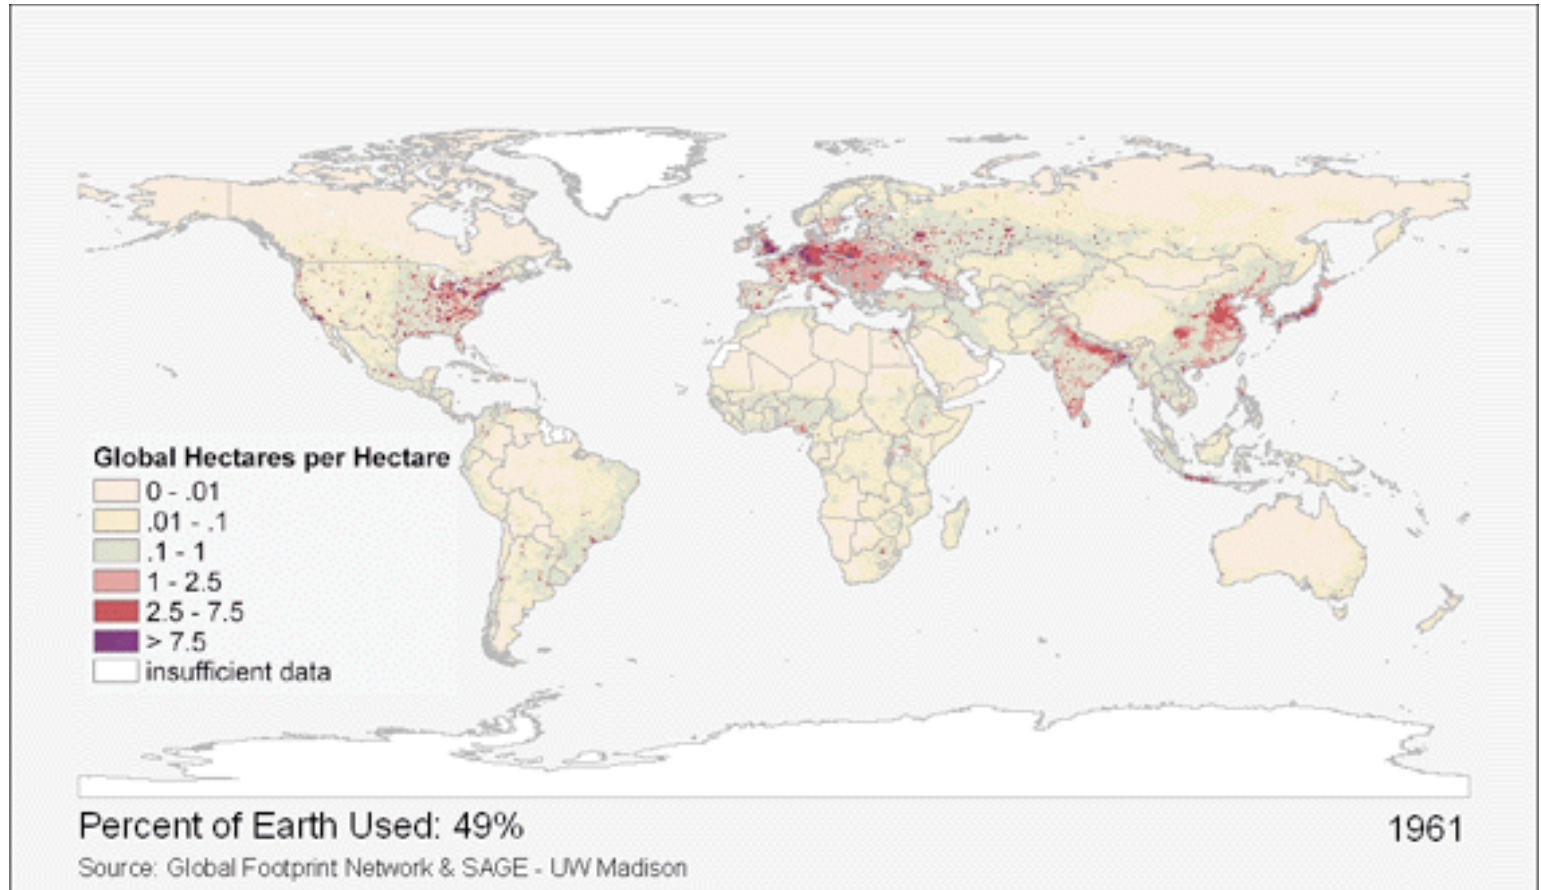 Global Hectares per Hectare
0 - .01
.01 - .1
.1 - 1
1 - 2.5
2.5 - 7.5
> 7.5
insufficient data
Percent of Earth Used: 49%
1961
Source: Global Footprint Network & SAGE - UW Madison